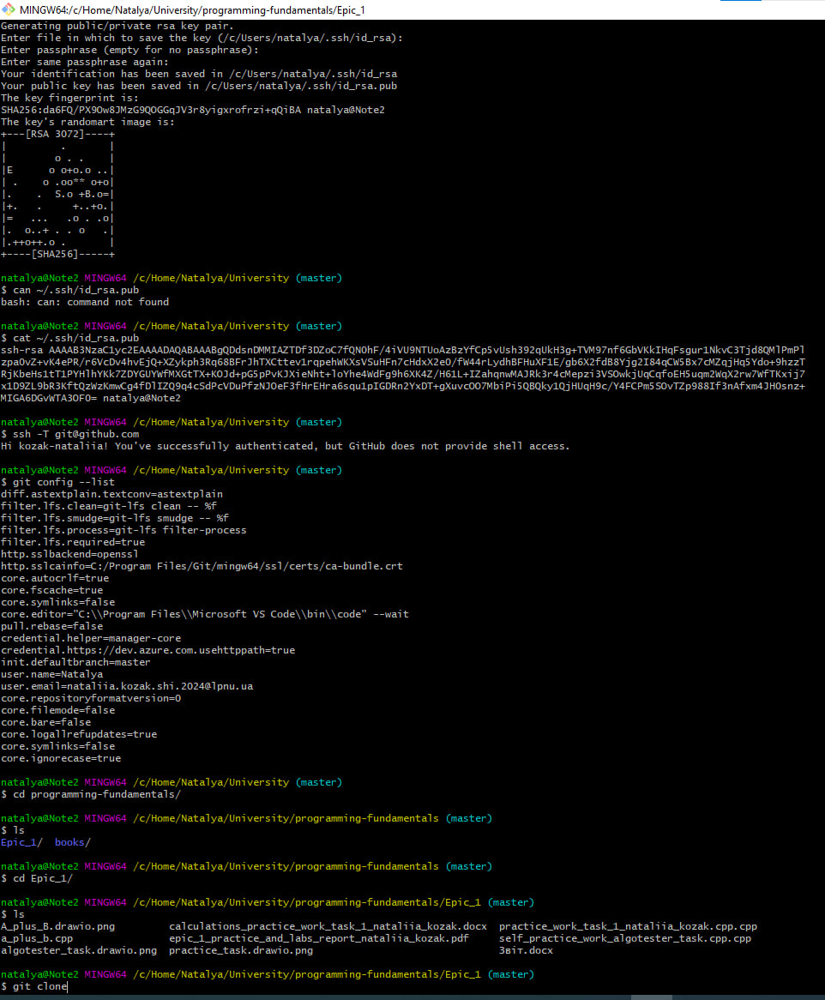 MINGW64:/c/Home/Natalya/University/programming-fundamentals/Epic_1
Generating public/private rsa key pair.
Enter file in which to save the key (/c/Users/natalya/.ssh/id_rsa):
Enter passphrase (empty for no passphrase):
Enter same passphrase again:
Your identification has been saved in /c/Users/natalya/.ssh/id_rsa
Your public key has been saved in /c/Users/natalya/.ssh/id_rsa.pub
The key fingerprint is:
SHA256:da6FQ/PX9Ow8JMzG9QOGGqJV3r8yigxrofrzi+qQiBA natalya@Note2
The key's randomart image is:
+---[RSA 3072]----+
|         .       |
|        o . .    |
|E      o o+o.o ..|
| .    o .oo** o+o|
|.    .  S.o +B.o=|
|+.   .     +..+o.|
|=   ...   .o . .o|
|.  o..+ . . o   .|
|.++o++.o .       |
+----[SHA256]-----+
natalya@Note2 MINGW64 /c/Home/Natalya/University (master)
$ can ~/.ssh/id_rsa.pub
bash: can: command not found
natalya@Note2 MINGW64 /c/Home/Natalya/University (master)
$ cat ~/.ssh/id_rsa.pub
ssh-rsa AAAAB3NzaC1yc2EAAAADAQABAAABgQDdsnDMMIAZTDf3DZoC7fQNOhF/4iVU9NTUoAzBzYfCp5vUsh392qUkH3g+TVM97nf6GbVKkIHqFsgur1NkvC3Tjd8QMlPmPl
zpaOvZ+vK4ePR/r6VcDv4hvEjQ+XZykph3Rq68BFrJhTXCttev1rqpehWKXsVSuHFn7cHdxX2eO/fW44rLydhBFHuXF1E/gb6X2fdB8Yjg2I84qCW5Bx7cMZqjHq5Ydo+9hzzT
RjKbeHs1tT1PYHlhYKk7ZDYGUYWfMXGtTX+KOJd+pG5pPvKJXieNht+loYhe4WdFg9h6XK4Z/H61L+IZahqnwMAJRk3r4cMepzi3VSOwkjUqCqfoEH5uqm2WqX2rw7WfTKxij7
x1D9ZL9bR3KftQzWzKmwCg4fDlIZQ9q4cSdPcVDuPfzNJOeF3fHrEHra6squ1pIGDRn2YxDT+gXuvcOO7MbiPi5QBQky1QjHUqH9c/Y4FCPm5SOvTZp988If3nAfxm4JHOsnz+
MIGA6DGvWTA3OFO= natalya@Note2
natalya@Note2 MINGW64 /c/Home/Natalya/University (master)
$ ssh -T git@github.com
Hi kozak-nataliia! You've successfully authenticated, but GitHub does not provide shell access.
natalya@Note2 MINGW64 /c/Home/Natalya/University (master)
$ git config --list
diff.astextplain.textconv=astextplain
filter.lfs.clean=git-lfs clean -- %f
filter.lfs.smudge=git-lfs smudge -- %f
filter.lfs.process=git-lfs filter-process
filter.lfs.required=true
http.sslbackend=openssl
http.sslcainfo=C:/Program Files/Git/mingw64/ssl/certs/ca-bundle.crt
core.autocrlf=true
core.fscache=true
core.symlinks=false
core.editor="C:\\Program Files\\Microsoft VS Code\\bin\\code" --wait
pull.rebase=false
credential.helper=manager-core
credential.https://dev.azure.com.usehttppath=true
init.defaultbranch=master
user.name=Natalya
user.email=nataliia.kozak.shi.2024@lpnu.ua
core.repositoryformatversion=0
core.filemode=false
core.bare=false
core.logallrefupdates=true
core.symlinks=false
core.ignorecase=true
natalya@Note2 MINGW64 /c/Home/Natalya/University (master)
$ cd programming-fundamentals/
natalya@Note2 MINGW64 /c/Home/Natalya/University/programming-fundamentals (master)
$ ls
Epic_1/  books/
natalya@Note2 MINGW64 /c/Home/Natalya/University/programming-fundamentals (master)
$ cd Epic_1/
natalya@Note2 MINGW64 /c/Home/Natalya/University/programming-fundamentals/Epic_1 (master)
$ ls
A_plus_B.drawio.png         calculations_practice_work_task_1_nataliia_kozak.docx  practice_work_task_1_nataliia_kozak.cpp.cpp
a_plus_b.cpp                epic_1_practice_and_labs_report_nataliia_kozak.pdf     self_practice_work_algotester_task.cpp.cpp
algotester_task.drawio.png  practice_task.drawio.png                               Звіт.docx
natalya@Note2 MINGW64 /c/Home/Natalya/University/programming-fundamentals/Epic_1 (master)
$ git clone